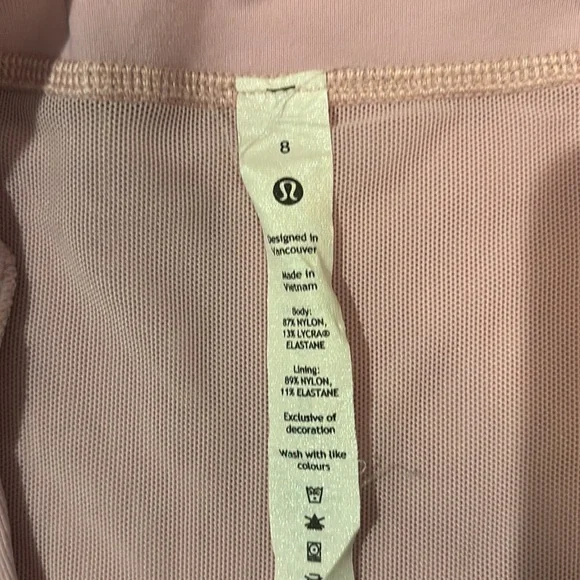 8
Designed in
Vancouver
Made in
Vietnam
Body:
87% NYLON,
13% LYCRA®
ELASTANE
Lining:
89% NYLON,
11% ELASTANE
Exclusive of
decoration
Wash with like
colours